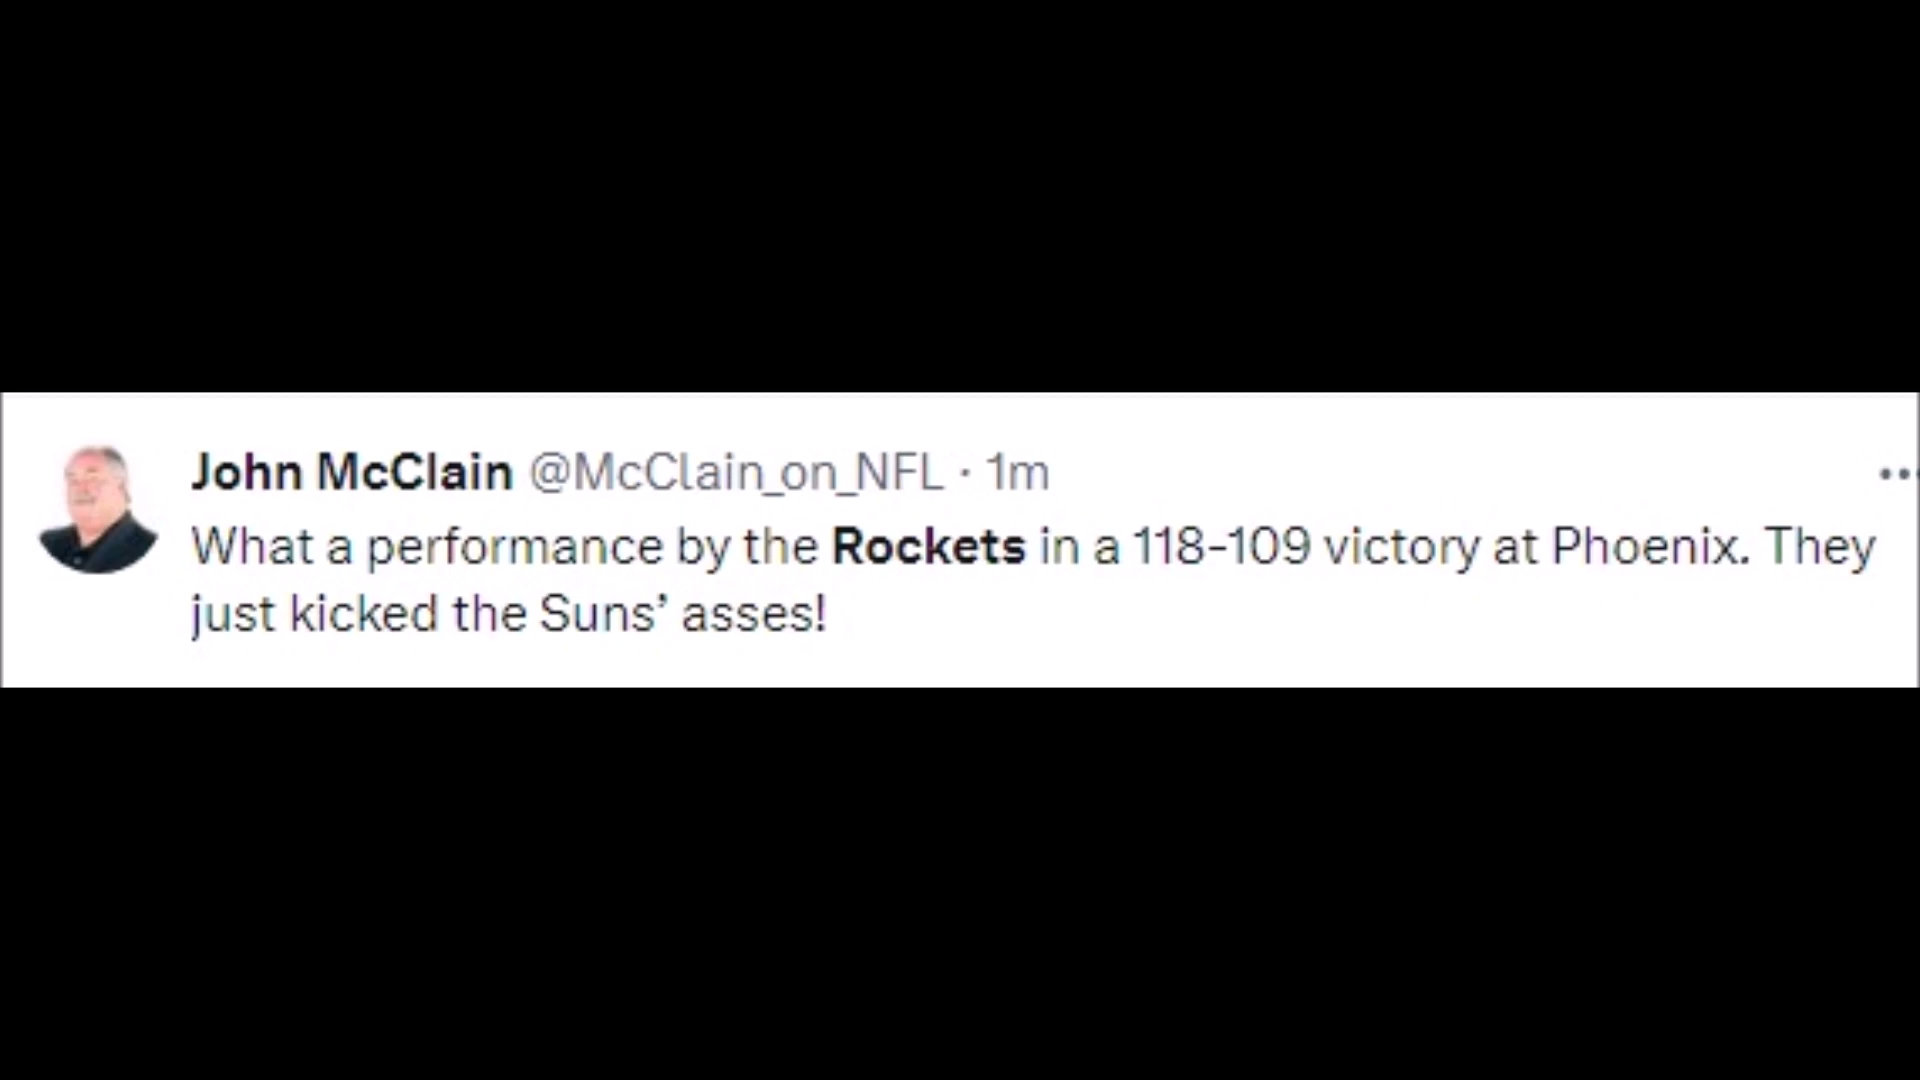 John McClain @McClain_on_NFL · 1m
What a performance by the Rockets in a 118-109 victory at Phoenix. They
just kicked the Suns’ asses!